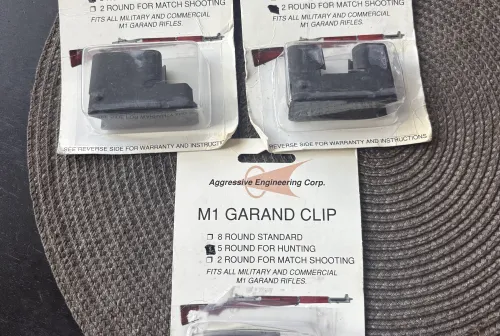 ☐ 2 ROUND FOR MATCH SHOOTING
FITS ALL MILITARY AND COMMERCIAL
M1 GARAND RIFLES.
SEE REVERSE SIDE FOR WARRANTY AND INSTRUCTI
2 ROUND FOR MATCH SHOOTING
FITS ALL MILITARY AND COMMERCIAL
M1 GARAND RIFLES.
SEE REVERSE SIDE FOR WARRANTY AND INSTRUCTIONS
Aggressive Engineering Corp.
M1 GARAND CLIP
☐ 8 ROUND STANDARD
5 ROUND FOR HUNTING
☐ 2 ROUND FOR MATCH SHOOTING
FITS ALL MILITARY AND COMMERCIAL
M1 GARAND RIFLES.